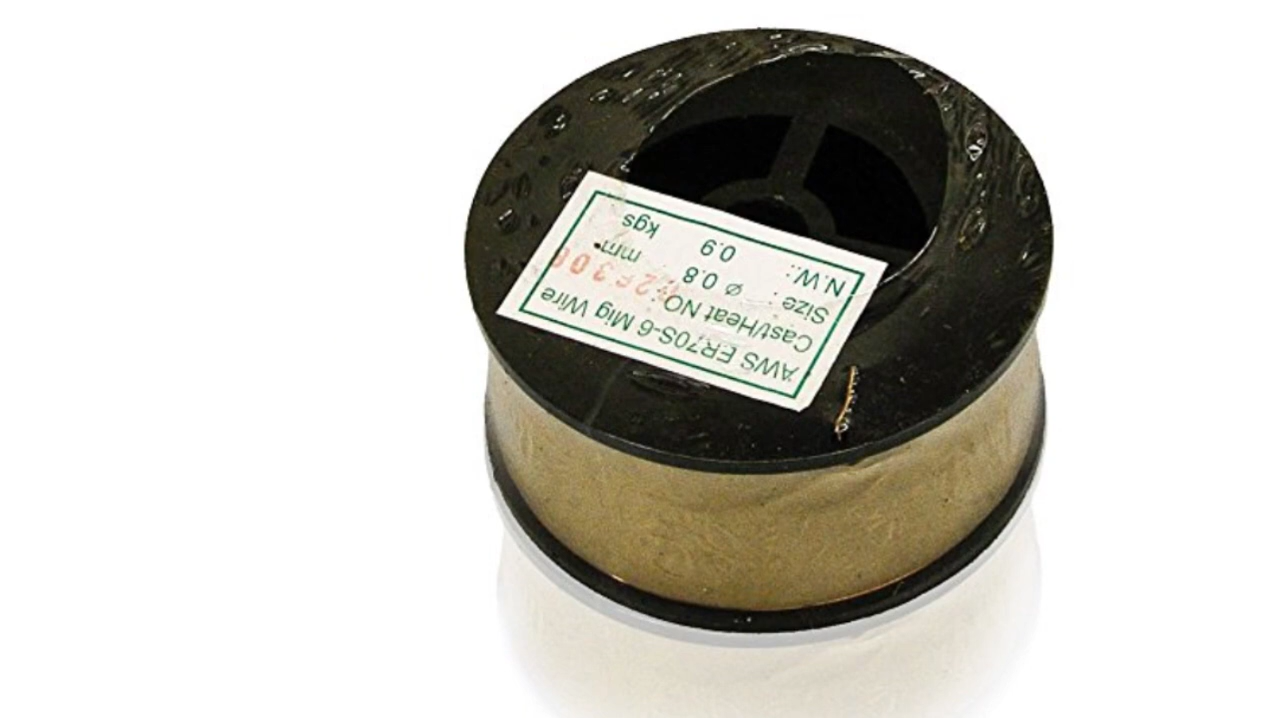 AWS ER70S-6 Mig Wire
Cast/Heat NO.:
Size : Ø 0.8 mm
N.W.: 0.9 kgs